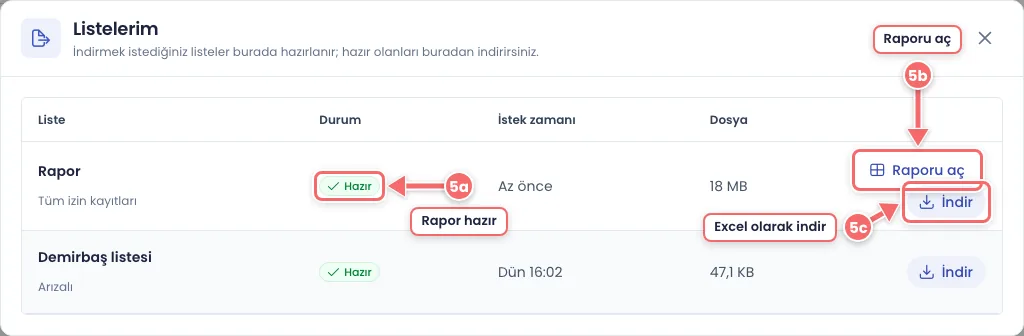 Listelerim
İndirmek istediğiniz listeler burada hazırlanır; hazır olanları buradan indirirsiniz.
Raporu aç
5b
Liste
Durum
İstek zamanı
Dosya
Rapor
Tüm izin kayıtları
Hazır
5a
Rapor hazır
Az önce
18 MB
Raporu aç
İndir
Excel olarak indir
5c
Demirbaş listesi
Arızalı
Hazır
Dün 16:02
47,1 KB
İndir